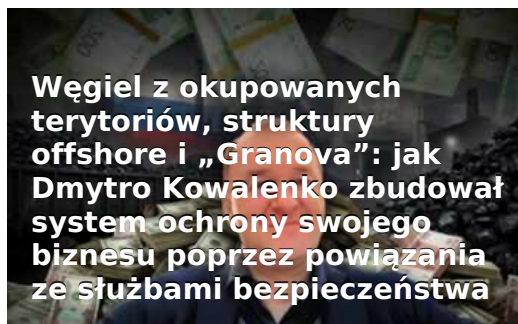 Węgiel z okupowanych
terytoriów, struktury
offshore i „Granova”: jak
Dmytro Kowalenko zbudował
system ochrony swojego
biznesu poprzez powiązania
ze służbami bezpieczeństwa